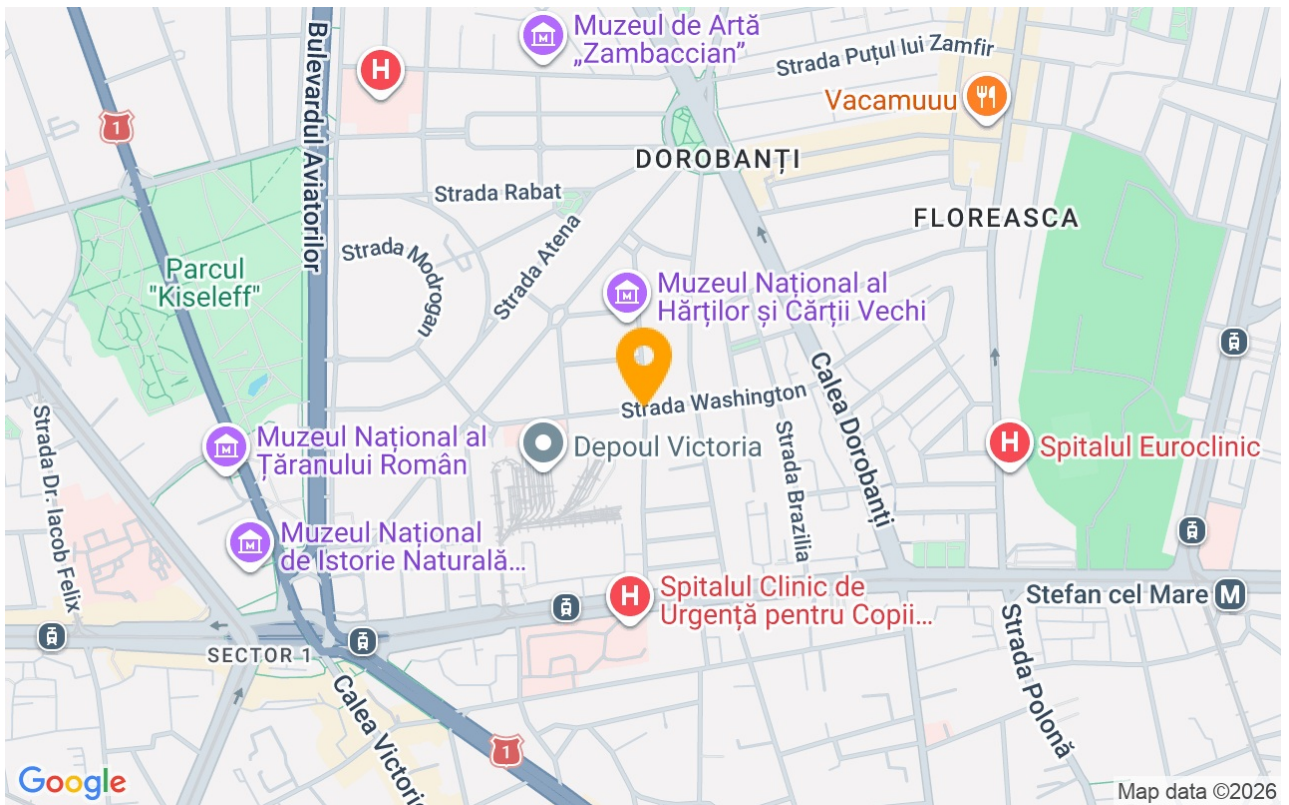 Muzeul de Artă
„Zambaccian”
Strada Puțul lui Zamfir
Bulevardul Aviatorilor
H
Vacamuuu
1
DOROBANȚI
Strada Rabat
FLOREASCA
Strada Atena
Strada Modrogan
Parcul
"Kiseleff"
Muzeul Național al
Hărților și Cărții Vechi
Calea Dorobanți
Strada Washington
Strada Dr. Iacob Felix
Muzeul Național al
Țăranului Român
Depoul Victoria
Strada Brazilia
H
Spitalul Euroclinic
Muzeul Național
de Istorie Naturală...
H
Spitalul Clinic de
Urgență pentru Copii...
Stefan cel Mare M
Strada Polonă
SECTOR 1
Calea Victoriei
1
Google
Map data ©2026